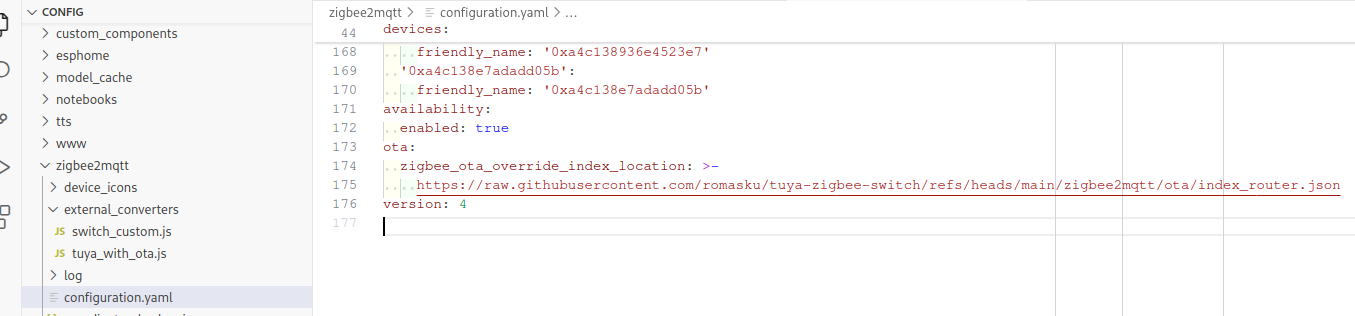 CONFIG
custom_components
esphome
model_cache
notebooks
tts
www
zigbee2mqtt
device_icons
external_converters
JS switch_custom.js
JS tuya_with_ota.js
log
configuration.yaml
zigbee2mqtt > configuration.yaml > ...
44 devices:
168 friendly_name: '0xa4c138936e4523e7'
169 '0xa4c138e7adadd05b':
170 friendly_name: '0xa4c138e7adadd05b'
171 availability:
172 enabled: true
173 ota:
174 zigbee_ota_override_index_location: >-
175 https://raw.githubusercontent.com/romasku/tuya-zigbee-switch/refs/heads/main/zigbee2mqtt/ota/index_router.json
176 version: 4
177